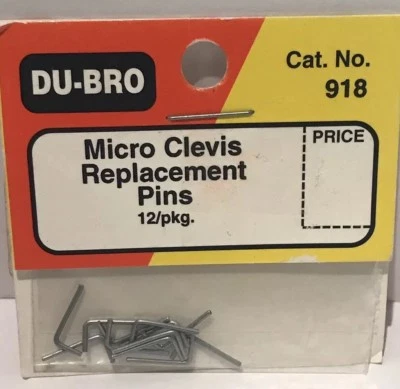 DU-BRO
Cat. No.
918
Micro Clevis
Replacement
Pins
12/pkg.
PRICE